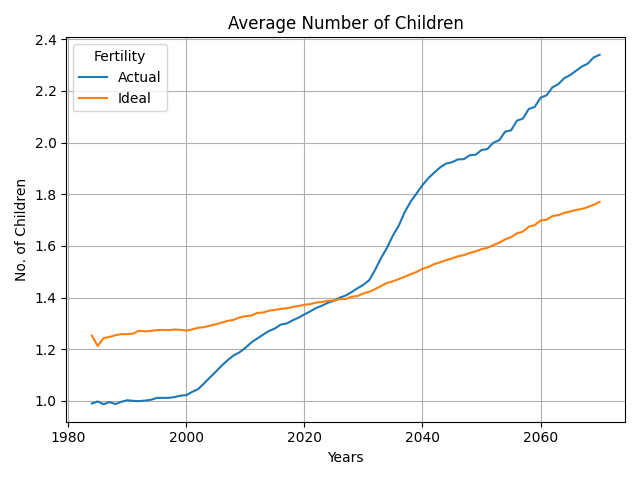 Average Number of Children
Fertility
Actual
Ideal
No. of Children
2.4
2.2
2.0
1.8
1.6
1.4
1.2
1.0
1980
2000
2020
2040
2060
Years